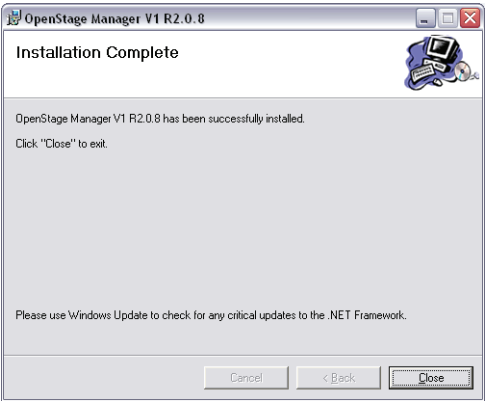 OpenStage Manager V1 R2.0.8
Installation Complete
OpenStage Manager V1 R2.0.8 has been successfully installed.
Click "Close" to exit.
Please use Windows Update to check for any critical updates to the .NET Framework.
Cancel < Back Close